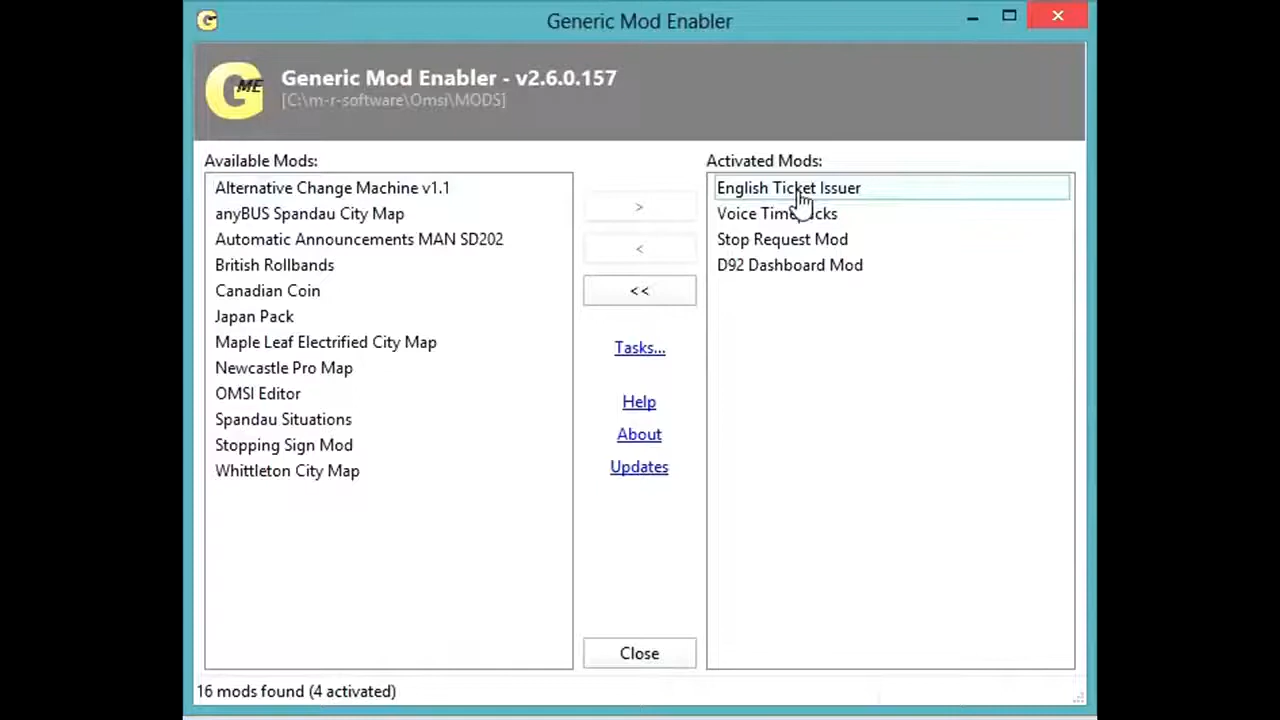 Generic Mod Enabler
GME
Generic Mod Enabler - v2.6.0.157
[C:\m-r-software\Omsi\MODS]
Available Mods:
Alternative Change Machine v1.1
anyBUS Spandau City Map
Automatic Announcements MAN SD202
British Rollbands
Canadian Coin
Japan Pack
Maple Leaf Electrified City Map
Newcastle Pro Map
OMSI Editor
Spandau Situations
Stopping Sign Mod
Whittleton City Map
>
<
<<
Tasks...
Help
About
Updates
Close
Activated Mods:
English Ticket Issuer
Voice
Stop Request Mod
D92 Dashboard Mod
16 mods found (4 activated)